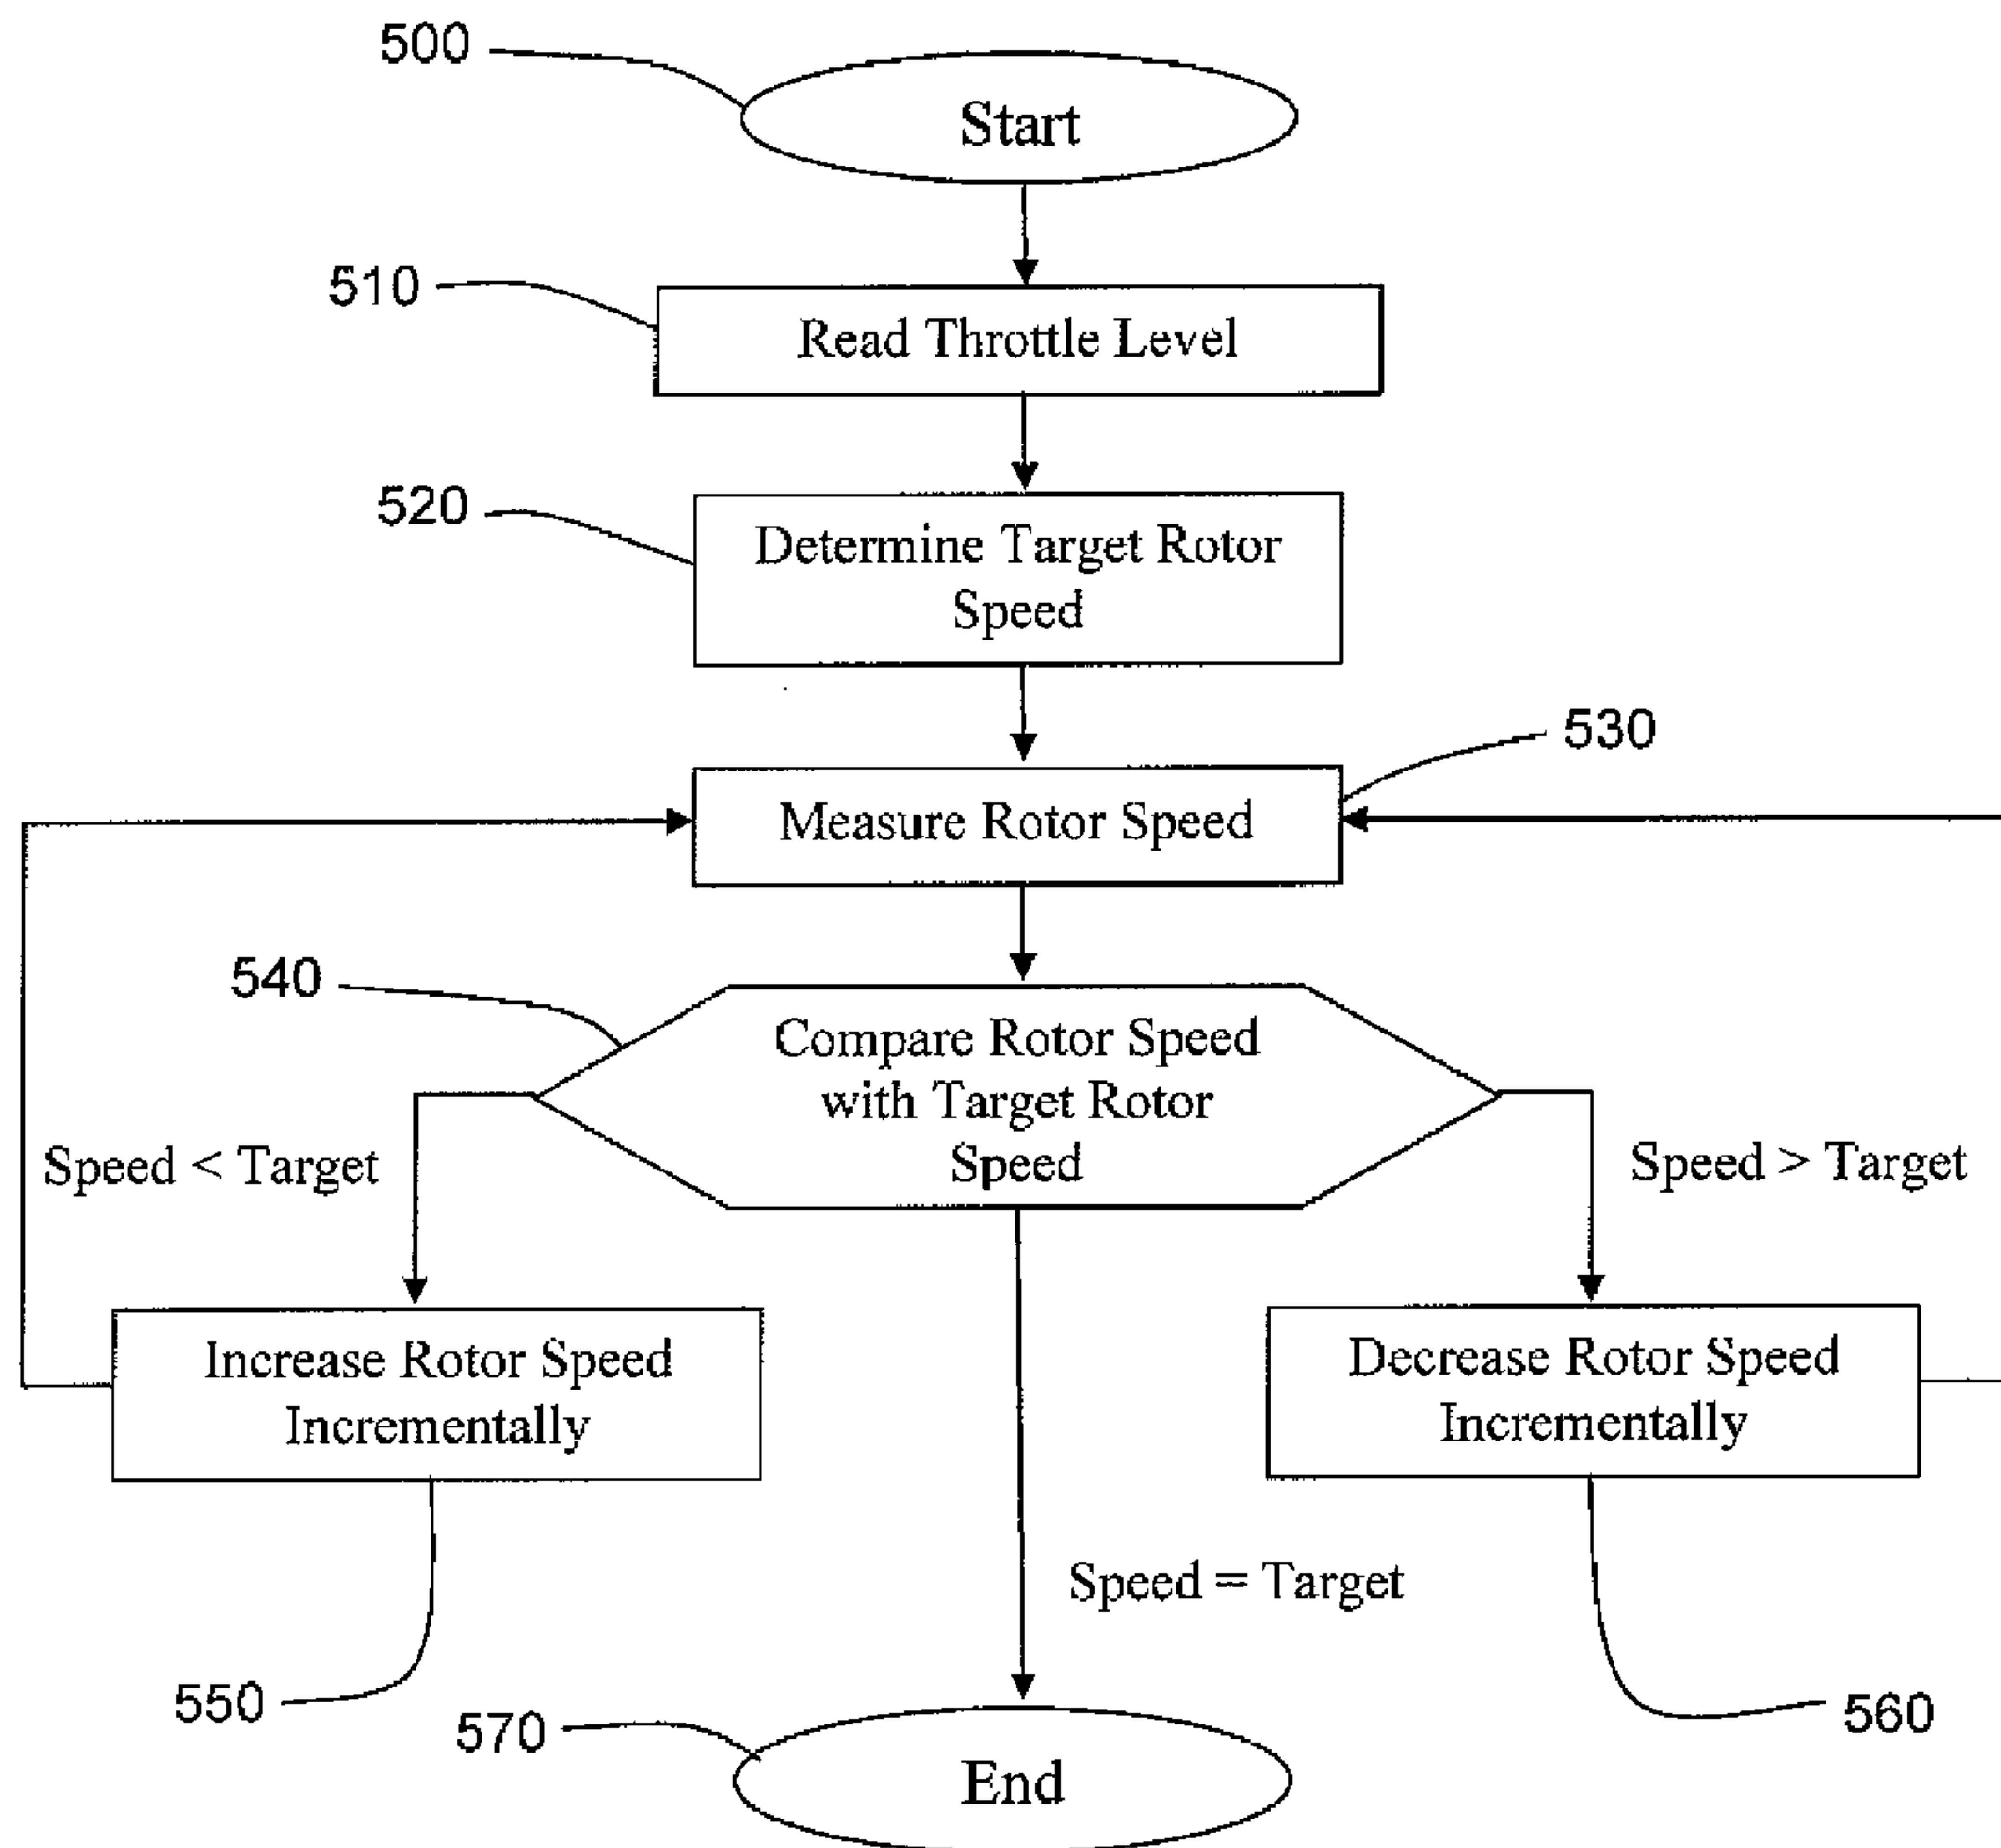 500
Start
510
Read Throttle Level
520
Determine Target Rotor
Speed
530
Measure Rotor Speed
540
Compare Rotor Speed
with Target Rotor
Speed
Speed < Target
Speed > Target
Increase Rotor Speed
Incrementally
Decrease Rotor Speed
Incrementally
Speed = Target
550
560
570
End